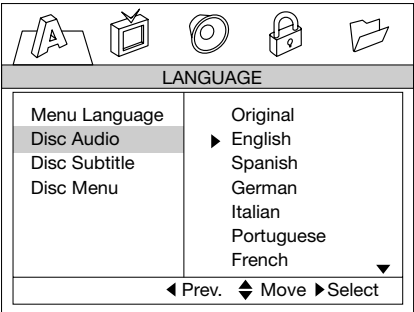 A
LANGUAGE
Menu Language
Disc Audio
Disc Subtitle
Disc Menu
Original
English
Spanish
German
Italian
Portuguese
French
Prev. Move Select